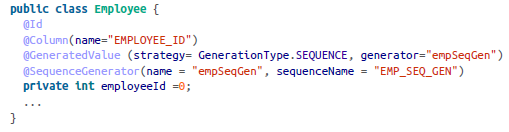 public class Employee {
@Id
@Column(name="EMPLOYEE_ID")
@GeneratedValue (strategy= GenerationType.SEQUENCE, generator="empSeqGen")
@SequenceGenerator(name = "empSeqGen", sequenceName = "EMP_SEQ_GEN")
private int employeeId =0;
...
}